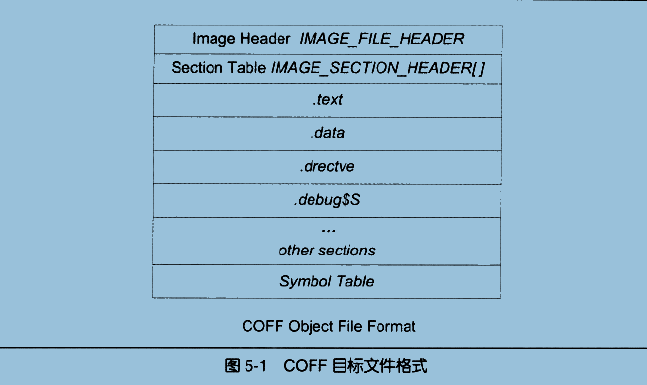 Image Header IMAGE_FILE_HEADER
Section Table IMAGE_SECTION_HEADER[]
.text
.data
.drectve
.debug$S
...
other sections
Symbol Table
COFF Object File Format
图 5-1 COFF 目标文件格式